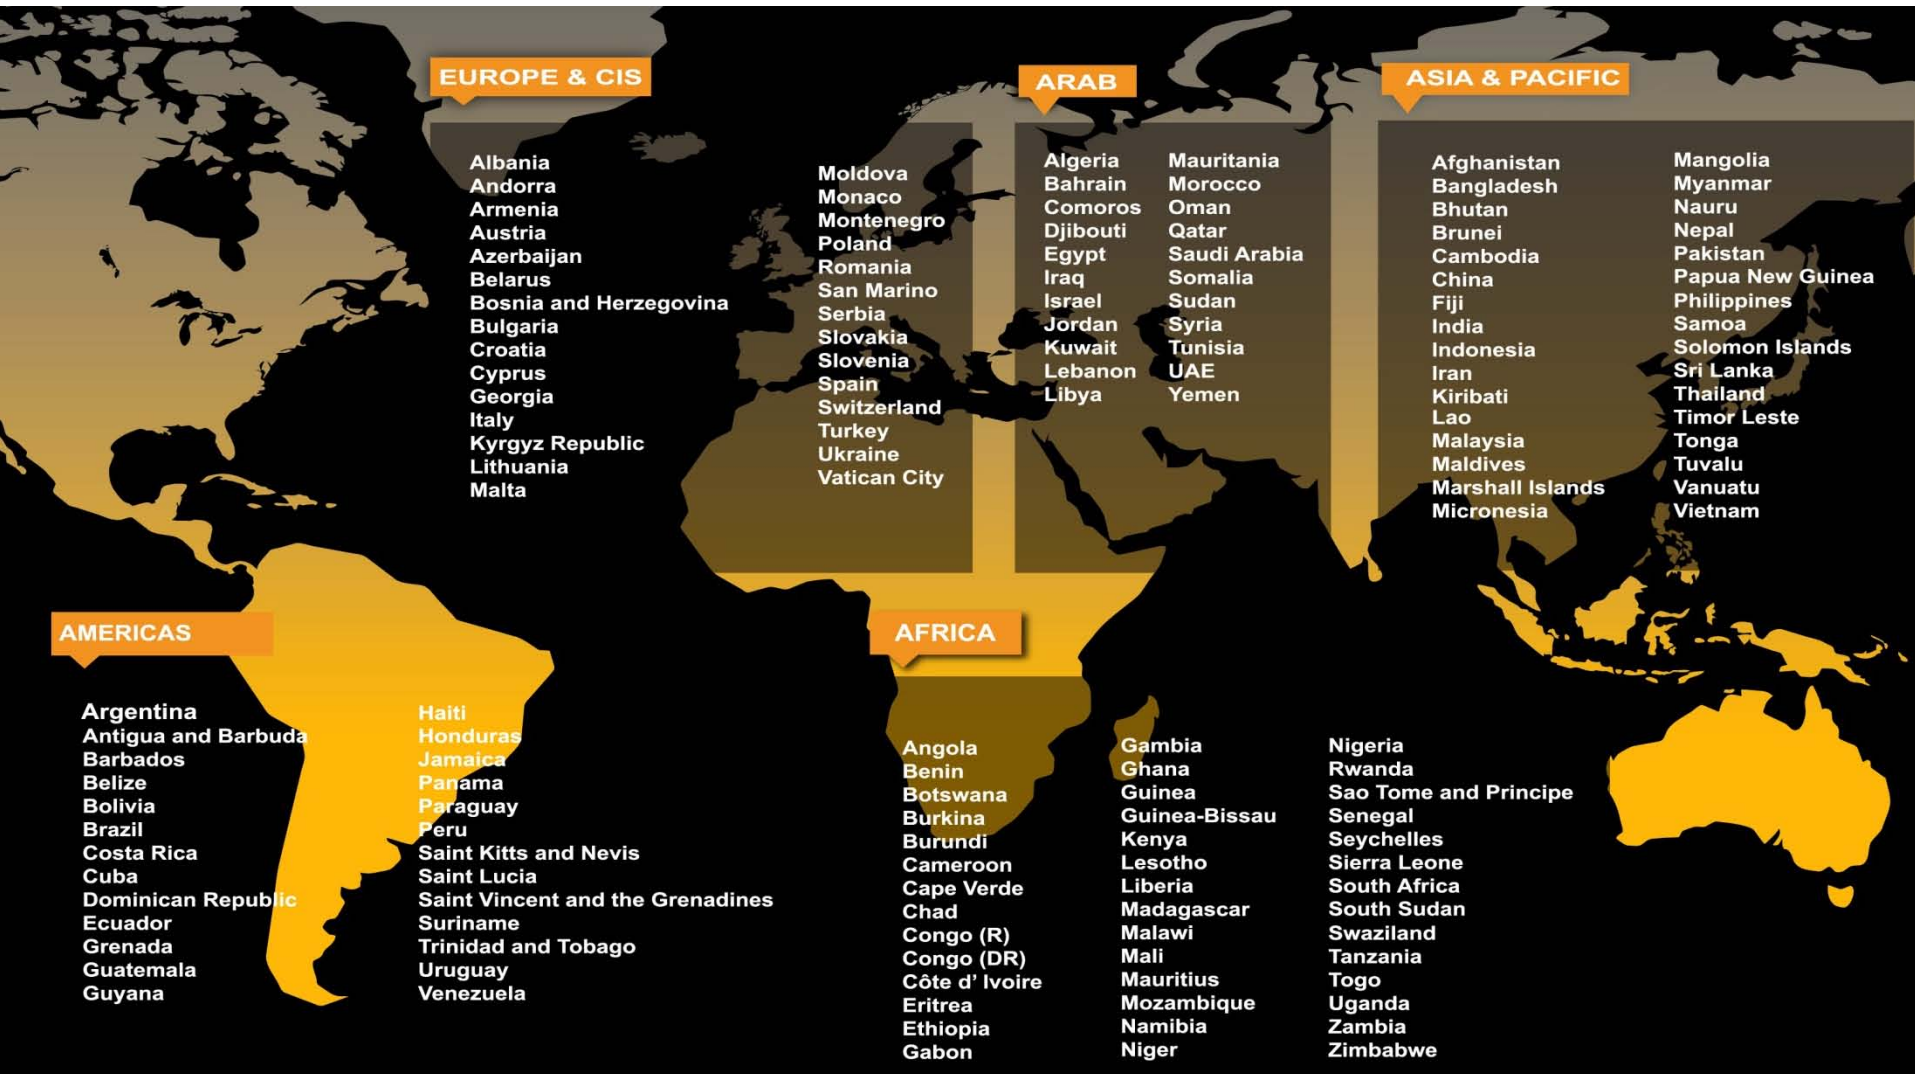 EUROPE & CIS
Albania
Andorra
Armenia
Austria
Azerbaijan
Belarus
Bosnia and Herzegovina
Bulgaria
Croatia
Cyprus
Georgia
Italy
Kyrgyz Republic
Lithuania
Malta
Moldova
Monaco
Montenegro
Poland
Romania
San Marino
Serbia
Slovakia
Slovenia
Spain
Switzerland
Turkey
Ukraine
Vatican City
ARAB
Algeria
Bahrain
Comoros
Djibouti
Egypt
Iraq
Israel
Jordan
Kuwait
Lebanon
Libya
Mauritania
Morocco
Oman
Qatar
Saudi Arabia
Somalia
Sudan
Syria
Tunisia
UAE
Yemen
ASIA & PACIFIC
Afghanistan
Bangladesh
Bhutan
Brunei
Cambodia
China
Fiji
India
Indonesia
Iran
Kiribati
Lao
Malaysia
Maldives
Marshall Islands
Micronesia
Mangolia
Myanmar
Nauru
Nepal
Pakistan
Papua New Guinea
Philippines
Samoa
Solomon Islands
Sri Lanka
Thailand
Timor Leste
Tonga
Tuvalu
Vanuatu
Vietnam
AMERICAS
Argentina
Antigua and Barbuda
Barbados
Belize
Bolivia
Brazil
Costa Rica
Cuba
Dominican Republic
Ecuador
Grenada
Guatemala
Guyana
Haiti
Honduras
Jamaica
Panama
Paraguay
Peru
Saint Kitts and Nevis
Saint Lucia
Saint Vincent and the Grenadines
Suriname
Trinidad and Tobago
Uruguay
Venezuela
AFRICA
Angola
Benin
Botswana
Burkina
Burundi
Cameroon
Cape Verde
Chad
Congo (R)
Congo (DR)
Côte d’ Ivoire
Eritrea
Ethiopia
Gabon
Gambia
Ghana
Guinea
Guinea-Bissau
Kenya
Lesotho
Liberia
Madagascar
Malawi
Mali
Mauritius
Mozambique
Namibia
Niger
Nigeria
Rwanda
Sao Tome and Principe
Senegal
Seychelles
Sierra Leone
South Africa
South Sudan
Swaziland
Tanzania
Togo
Uganda
Zambia
Zimbabwe